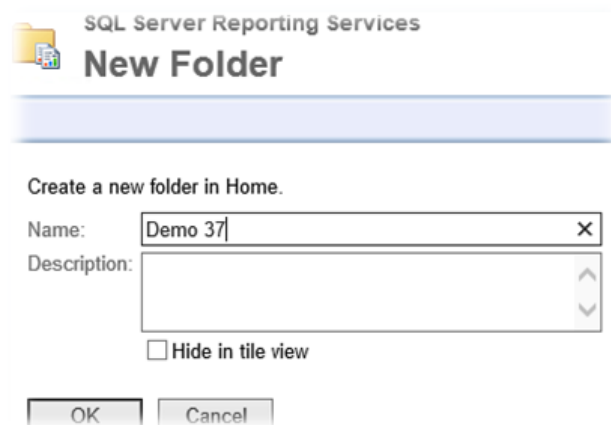 SQL Server Reporting Services
New Folder
Create a new folder in Home.
Name: Demo 37
Description:
Hide in tile view
OK Cancel